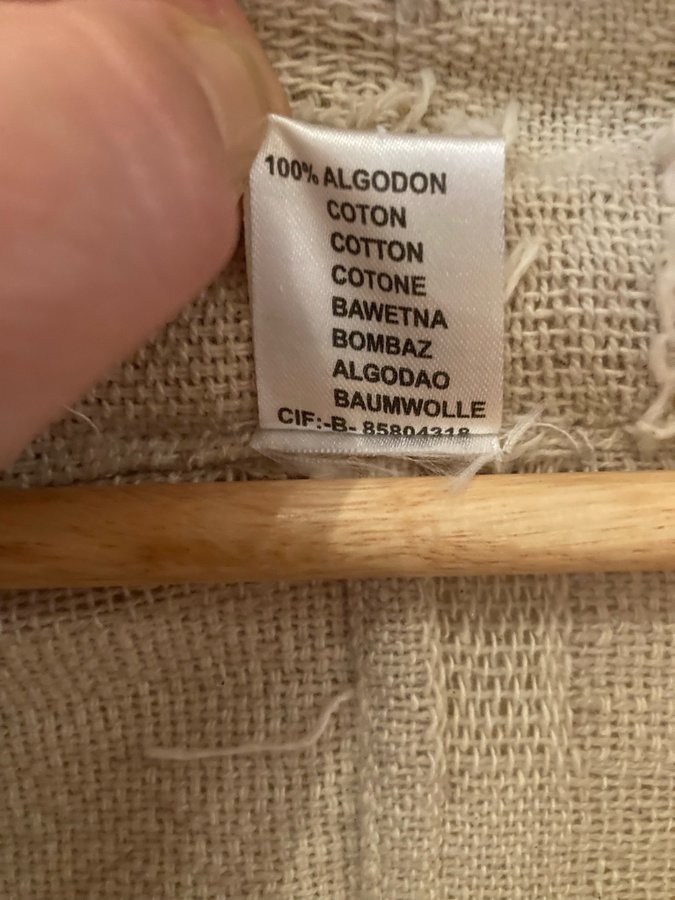 100% ALGODON
COTON
COTTON
COTONE
BAWETNA
BOMBAZ
ALGODAO
BAUMWOLLE
CIF:-B- 85804318